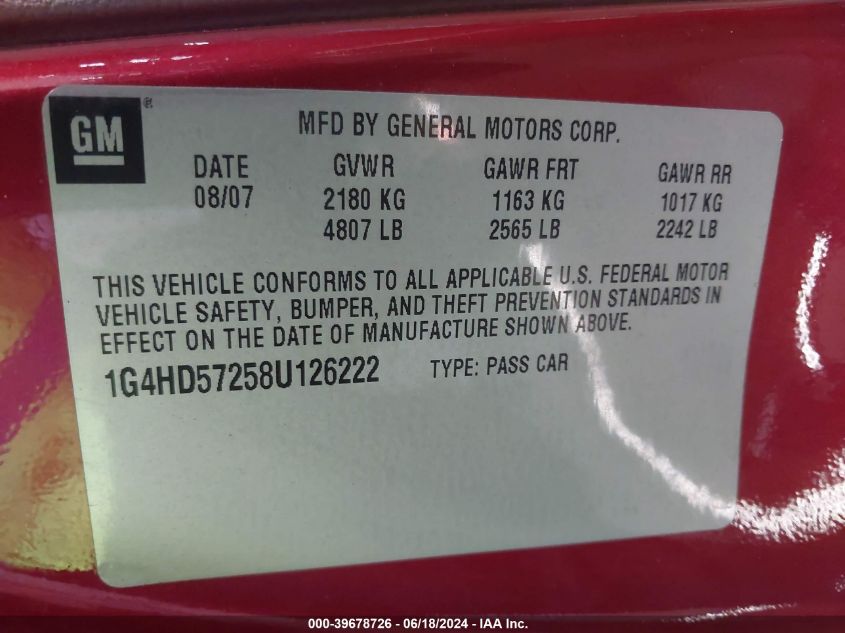 GM ®
MFD BY GENERAL MOTORS CORP.
DATE GVWR GAWR FRT GAWR RR
08/07 2180 KG 1163 KG 1017 KG
4807 LB 2565 LB 2242 LB
THIS VEHICLE CONFORMS TO ALL APPLICABLE U.S. FEDERAL MOTOR
VEHICLE SAFETY, BUMPER, AND THEFT PREVENTION STANDARDS IN
EFFECT ON THE DATE OF MANUFACTURE SHOWN ABOVE.
1G4HD57258U126222 TYPE: PASS CAR
000-39678726 - 06/18/2024 - IAA Inc.